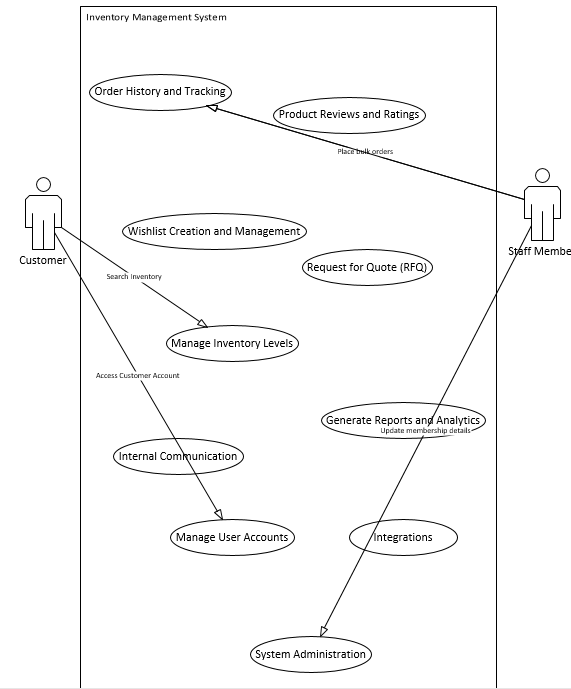 Inventory Management System
Order History and Tracking
Product Reviews and Ratings
Place bulk orders
Wishlist Creation and Management
Customer
Staff Membe
Request for Quote (RFQ)
Search Inventory
Manage Inventory Levels
Access Customer Account
Generate Reports and Analytics
Update membership details
Internal Communication
Manage User Accounts
Integrations
System Administration